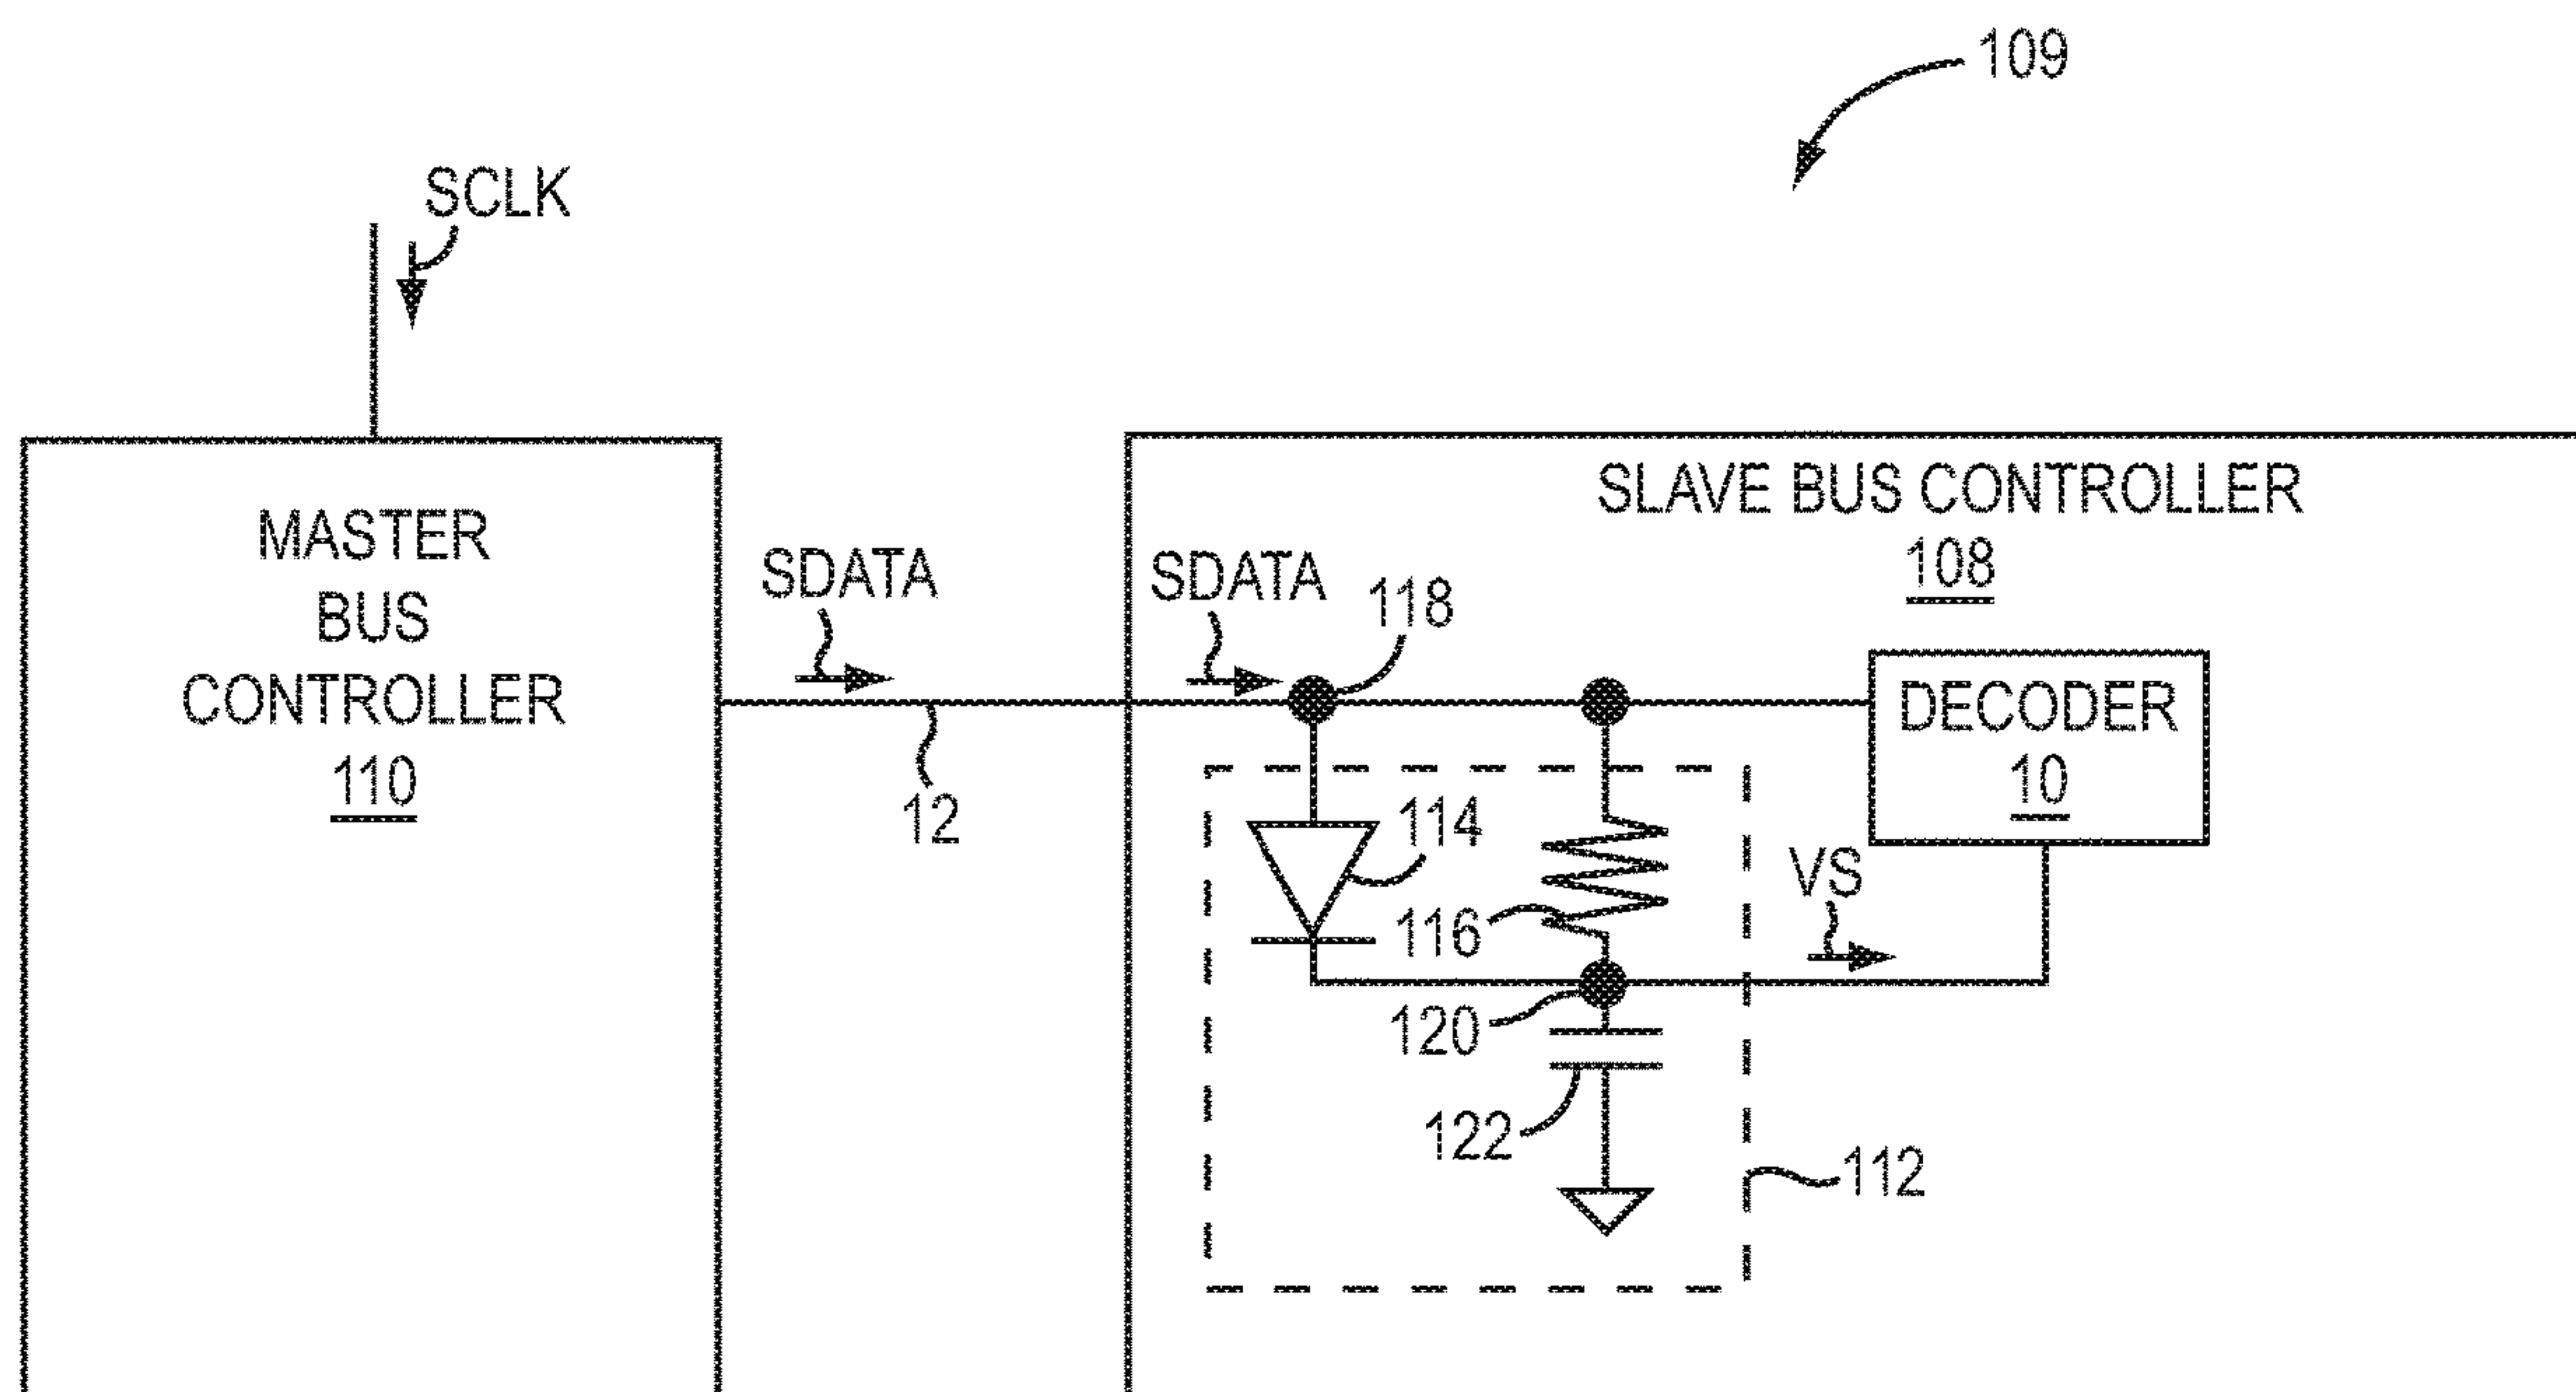 109
SCLK
MASTER
BUS
CONTROLLER
110
SDATA
12
SLAVE BUS CONTROLLER
108
SDATA
118
DECODER
10
114
116
VS
120
122
112